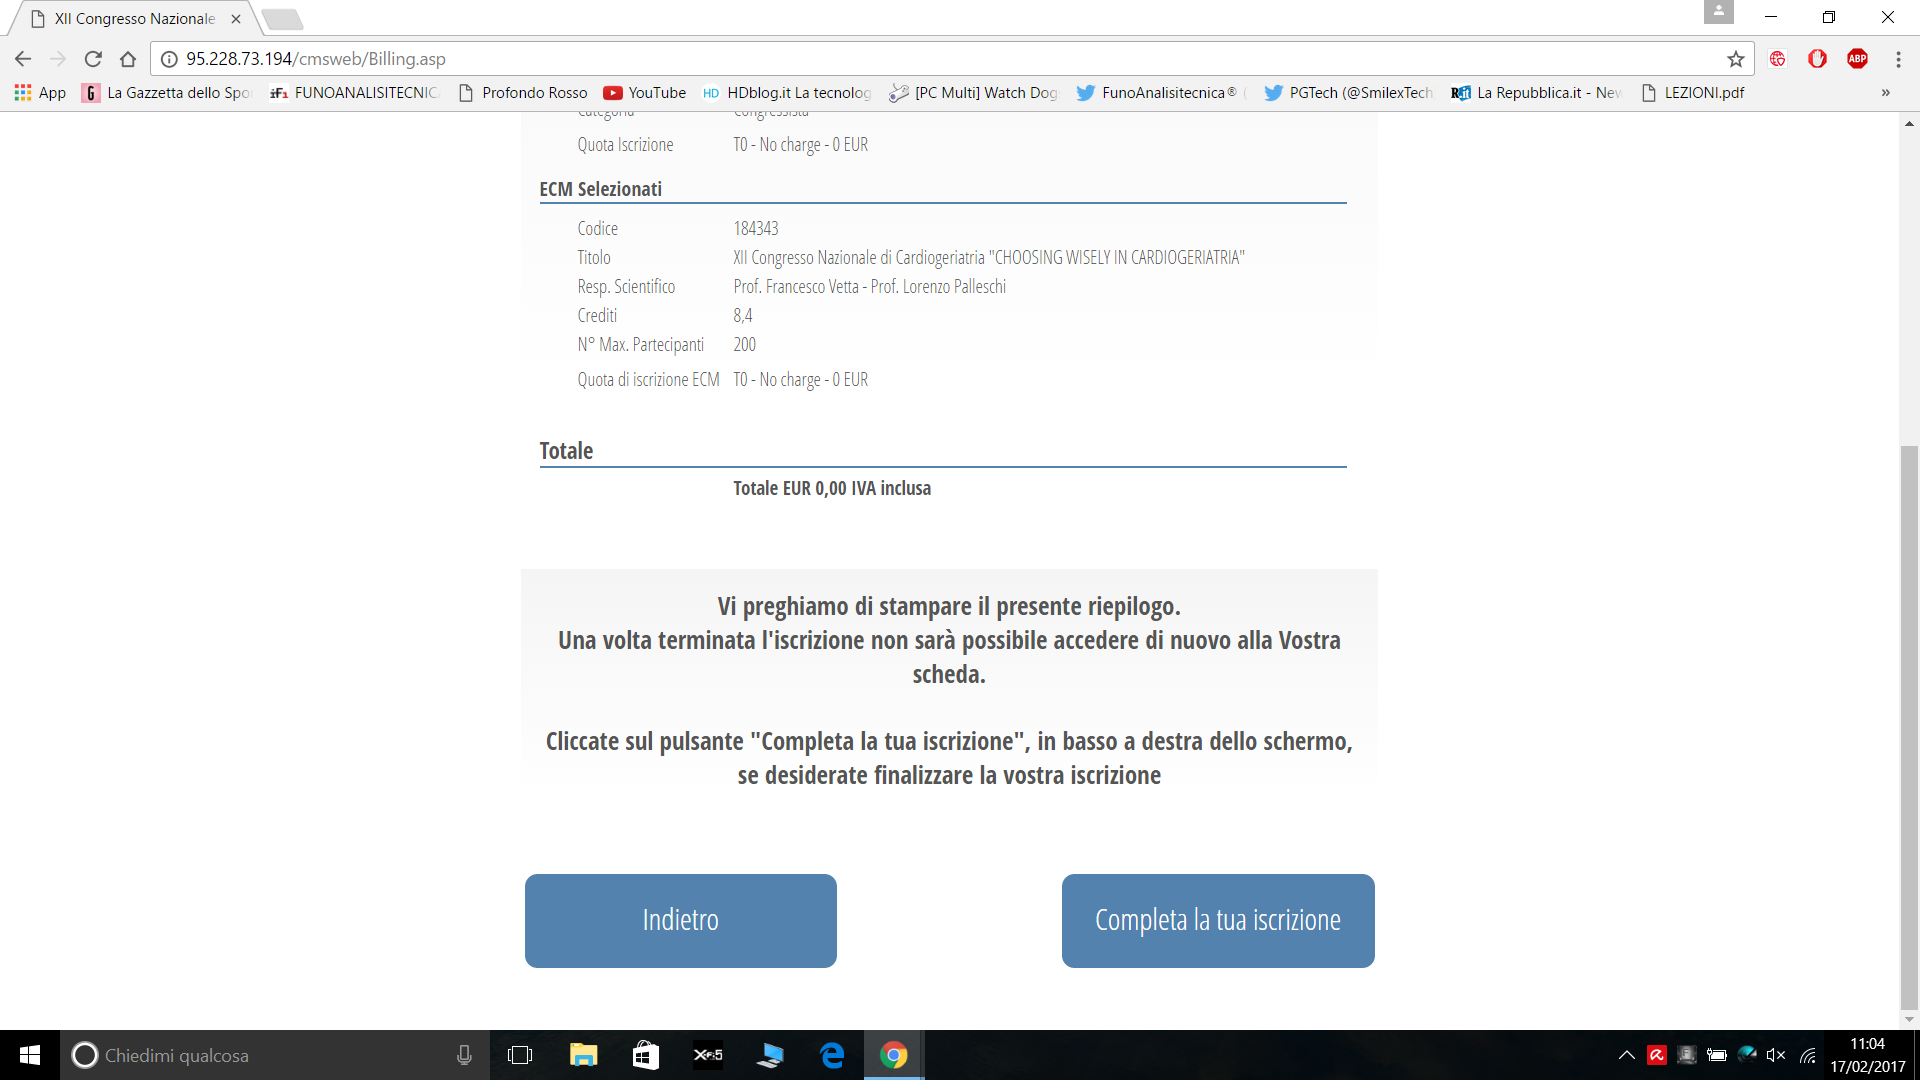 XII Congresso Nazionale
95.228.73.194/cmsweb/Billing.asp
App
La Gazzetta dello Spo
FUNOANALISITECNIC
Profondo Rosso
YouTube
HD HDblog.it La tecnolog
[PC Multi] Watch Dog
FunoAnalisitecnica®
PGTech (@SmilexTech
La Repubblica.it - Nev
LEZIONI.pdf
»
ABP
Categoria Congressista
Quota Iscrizione T0 - No charge - 0 EUR
ECM Selezionati
Codice 184343
Titolo XII Congresso Nazionale di Cardiogeriatria "CHOOSING WISELY IN CARDIOGERIATRIA"
Resp. Scientifico Prof. Francesco Vetta - Prof. Lorenzo Palleschi
Crediti 8,4
N° Max. Partecipanti 200
Quota di iscrizione ECM T0 - No charge - 0 EUR
Totale
Totale EUR 0,00 IVA inclusa
Vi preghiamo di stampare il presente riepilogo.
Una volta terminata l'iscrizione non sarà possibile accedere di nuovo alla Vostra
scheda.
Cliccate sul pulsante "Completa la tua iscrizione", in basso a destra dello schermo,
se desiderate finalizzare la vostra iscrizione
Indietro
Completa la tua iscrizione
Chiedimi qualcosa
11:04
17/02/2017